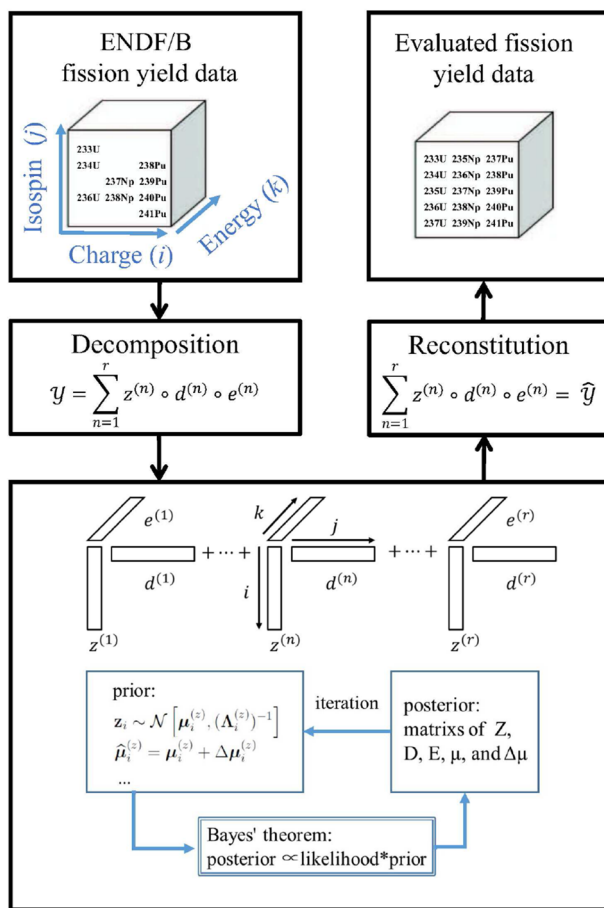 ENDF/B
fission yield data
Isospin (j)
233U
234U 238Pu
237Np 239Pu
236U 238Np 240Pu
241Pu
Charge (i)
Energy (k)
Evaluated fission
yield data
233U 235Np 237Pu
234U 236Np 238Pu
235U 237Np 239Pu
236U 238Np 240Pu
237U 239Np 241Pu
Decomposition
𝒴 = ∑_{n=1}^{r} z^{(n)} ∘ d^{(n)} ∘ e^{(n)}
Reconstitution
∑_{n=1}^{r} z^{(n)} ∘ d^{(n)} ∘ e^{(n)} = 𝒴̂
e^{(1)} k j e^{(r)}
+ ··· + + ··· +
d^{(1)} i d^{(n)} d^{(r)}
z^{(1)} z^{(n)} z^{(r)}
prior:
z_i ∼ 𝒩 [μ_i^{(z)}, (Λ_i^{(z)})^{-1}]
μ̂_i^{(z)} = μ_i^{(z)} + Δμ_i^{(z)}
...
iteration
posterior:
matrixs of Z,
D, E, μ, and Δμ
Bayes' theorem:
posterior ∝likelihood*prior